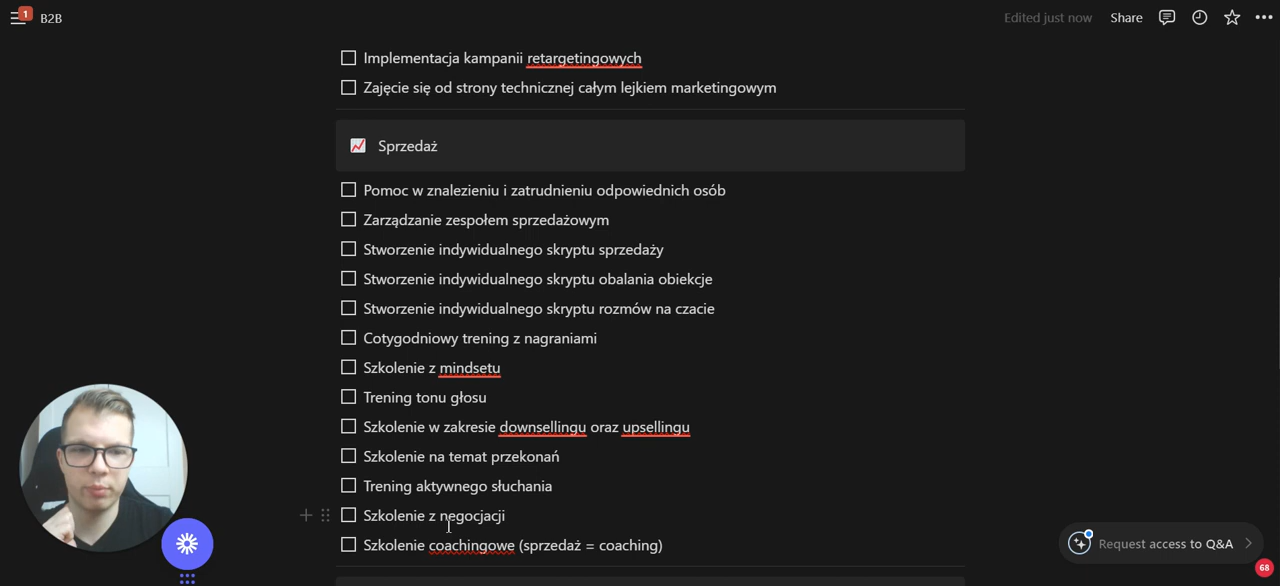 1
B2B
Edited just now
Share
Implementacja kampanii retargetingowych
Zajęcie się od strony technicznej całym lejkiem marketingowym
Sprzedaż
Pomoc w znalezieniu i zatrudnieniu odpowiednich osób
Zarządzanie zespołem sprzedażowym
Stworzenie indywidualnego skryptu sprzedaży
Stworzenie indywidualnego skryptu obalania obiekcje
Stworzenie indywidualnego skryptu rozmów na czacie
Cotygodniowy trening z nagraniami
Szkolenie z mindsetu
Trening tonu głosu
Szkolenie w zakresie downsellingu oraz upsellingu
Szkolenie na temat przekonań
Trening aktywnego słuchania
Szkolenie z negocjacji
Szkolenie coachingowe (sprzedaż = coaching)
Request access to Q&A
68